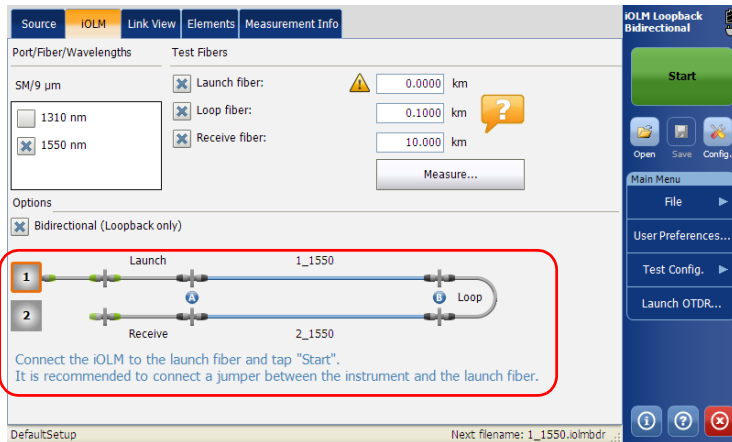 Source
iOLM
Link View
Elements
Measurement Info
iOLM Loopback
Bidirectional
Port/Fiber/Wavelengths
Test Fibers
SM/9 µm
1310 nm
1550 nm
Launch fiber:
0.0000 km
Loop fiber:
0.1000 km
Receive fiber:
10.000 km
?
Measure...
Options
Bidirectional (Loopback only)
Launch
1_1550
1
A
B
Loop
2
Receive
2_1550
Connect the iOLM to the launch fiber and tap "Start".
It is recommended to connect a jumper between the instrument and the launch fiber.
DefaultSetup
Next filename: 1_1550.iolmbdr
Start
Open
Save
Config.
Main Menu
File
User Preferences...
Test Config.
Launch OTDR...